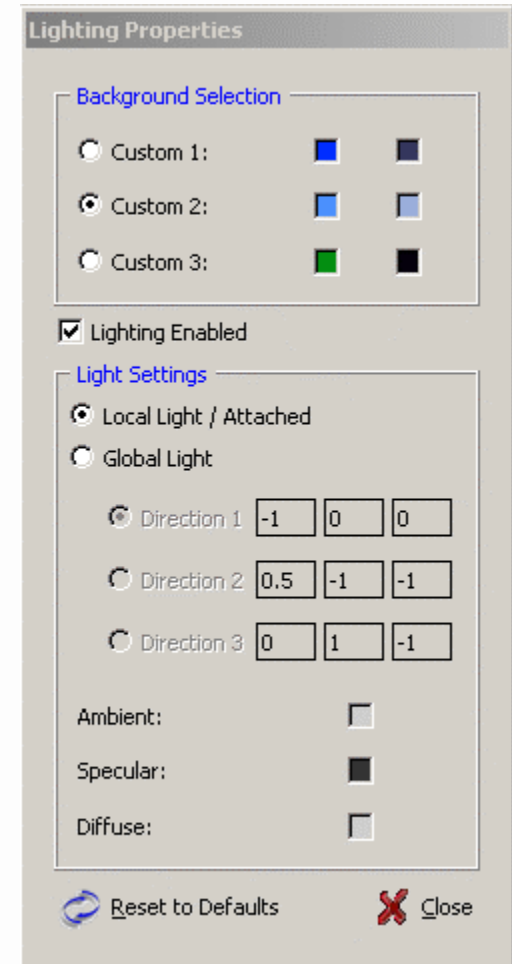 Lighting Properties
Background Selection
Custom 1:
Custom 2:
Custom 3:
Lighting Enabled
Light Settings
Local Light / Attached
Global Light
Direction 1 -1 0 0
Direction 2 0.5 -1 -1
Direction 3 0 1 -1
Ambient:
Specular:
Diffuse:
Reset to Defaults Close